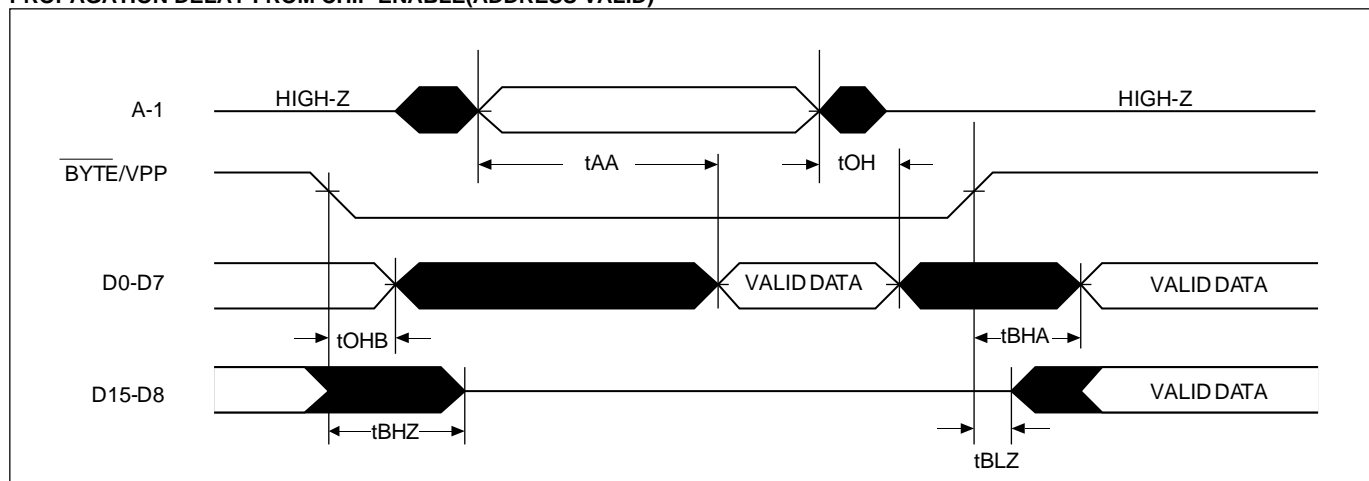 PROPAGATION DELAY FROM CHIP ENABLE(ADDRESS VALID)
A-1 HIGH-Z HIGH-Z
tAA tOH
BYTE/VPP
D0-D7 VALID DATA VALID DATA
tOHB tBHA
D15-D8 VALID DATA
tBHZ
tBLZ